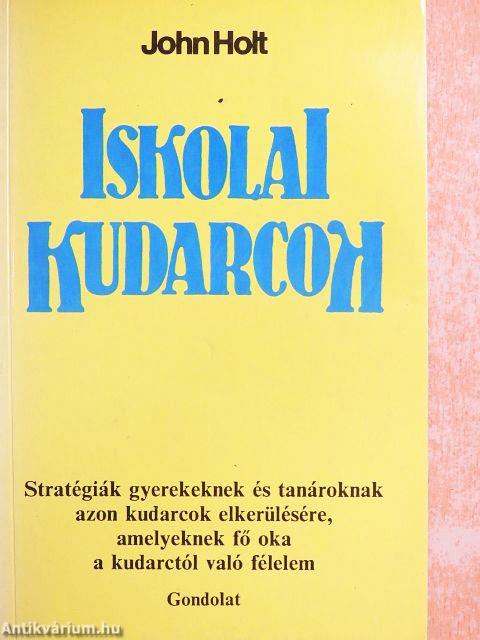 John Holt
ISKOLAI
KUDARCOK
Stratégiák gyerekeknek és tanároknak
azon kudarcok elkerülésére,
amelyeknek fő oka
a kudarctól való félelem
Gondolat
Antikvárium.hu